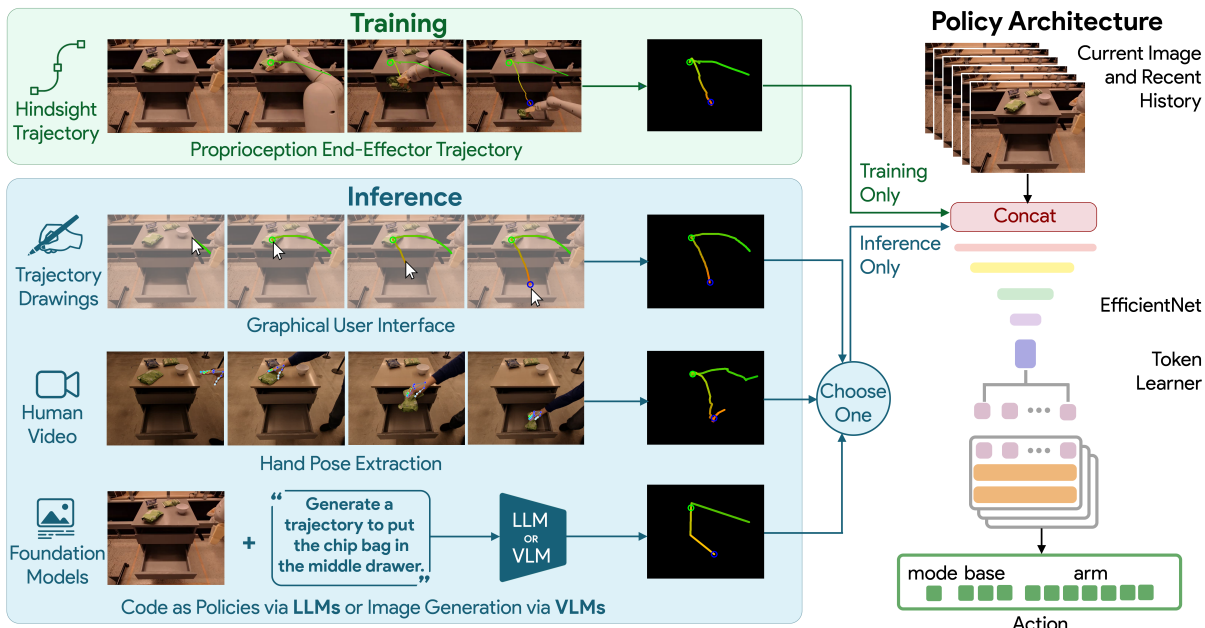 Training
Hindsight
Trajectory
Proprioception End-Effector Trajectory
Inference
Trajectory
Drawings
Graphical User Interface
Human
Video
Hand Pose Extraction
Foundation
Models
+
“Generate a
trajectory to put
the chip bag in
the middle drawer.”
LLM
OR
VLM
Code as Policies via LLMs or Image Generation via VLMs
Choose
One
Training
Only
Inference
Only
Policy Architecture
Current Image
and Recent
History
Concat
EfficientNet
Token
Learner
mode base arm
Action